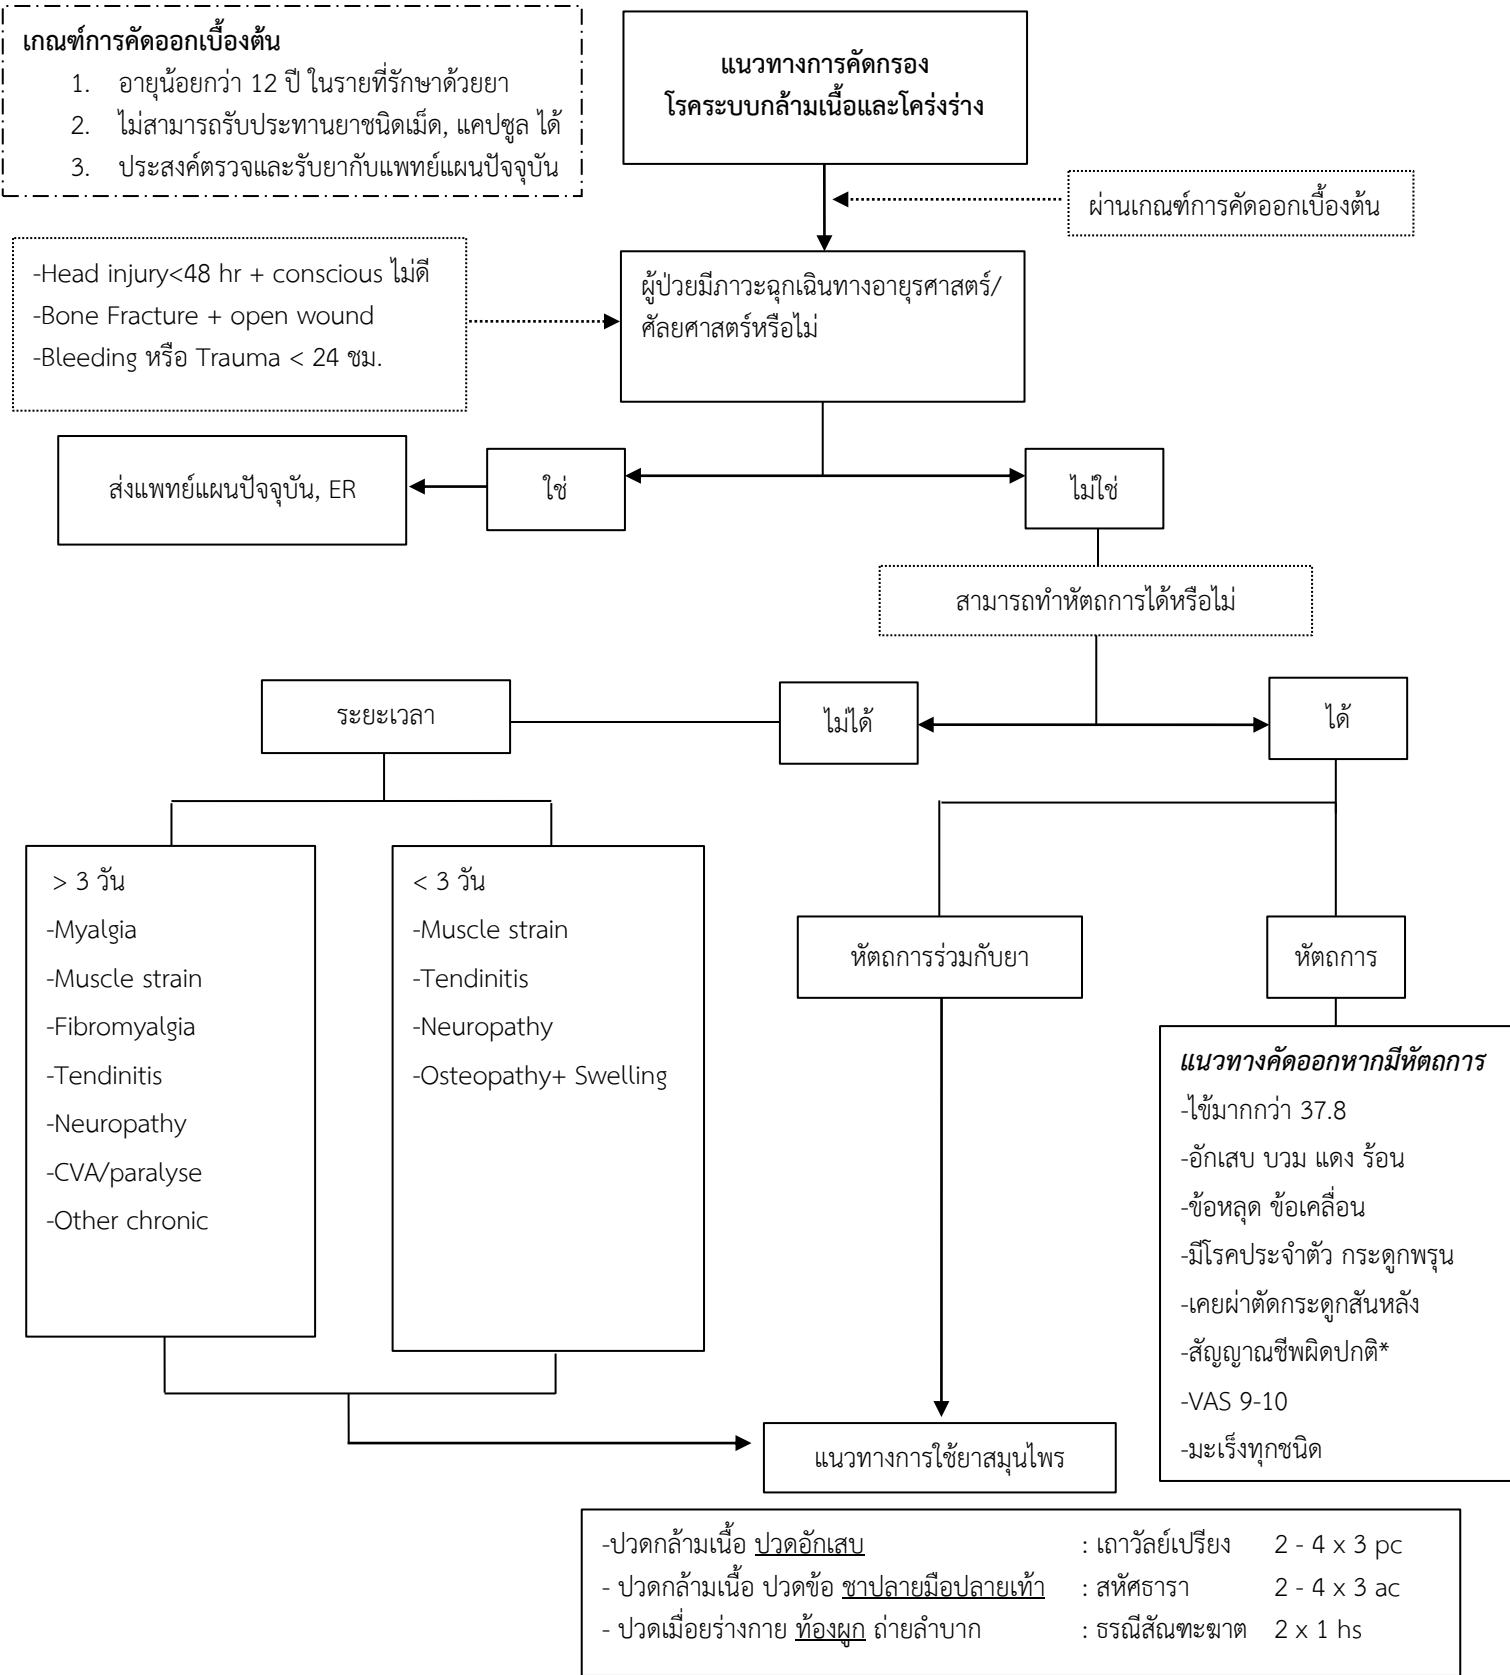 เกณฑ์การคัดออกเบื้องต้น
1. อายุน้อยกว่า 12 ปี ในรายที่รักษาด้วยยา
2. ไม่สามารถรับประทานยาชนิดเม็ด, แคปซูล ได้
3. ประสงค์ตรวจและรับยากับแพทย์แผนปัจจุบัน
แนวทางการคัดกรอง
โรคระบบกล้ามเนื้อและโคร่งร่าง
ผ่านเกณฑ์การคัดออกเบื้องต้น
-Head injury<48 hr + conscious ไม่ดี
-Bone Fracture + open wound
-Bleeding หรือ Trauma < 24 ชม.
ผู้ป่วยมีภาวะฉุกเฉินทางอายุรศาสตร์/
ศัลยศาสตร์หรือไม่
ส่งแพทย์แผนปัจจุบัน, ER
ใช่
ไม่ใช่
สามารถทำหัตถการได้หรือไม่
ระยะเวลา
ไม่ได้
ได้
> 3 วัน
-Myalgia
-Muscle strain
-Fibromyalgia
-Tendinitis
-Neuropathy
-CVA/paralyse
-Other chronic
< 3 วัน
-Muscle strain
-Tendinitis
-Neuropathy
-Osteopathy+ Swelling
หัตถการร่วมกับยา
หัตถการ
แนวทางคัดออกหากมีหัตถการ
-ไข้มากกว่า 37.8
-อักเสบ บวม แดง ร้อน
-ข้อหลุด ข้อเคลื่อน
-มีโรคประจำตัว กระดูกพรุน
-เคยผ่าตัดกระดูกสันหลัง
-สัญญาณชีพผิดปกติ*
-VAS 9-10
-มะเร็งทุกชนิด
แนวทางการใช้ยาสมุนไพร
-ปวดกล้ามเนื้อ ปวดอักเสบ : เถาวัลย์เปรียง 2 - 4 x 3 pc
- ปวดกล้ามเนื้อ ปวดข้อ ชาปลายมือปลายเท้า : สหัศธารา 2 - 4 x 3 ac
- ปวดเมื่อยร่างกาย ท้องผูก ถ่ายลำบาก : ธรณีสัณฑะฆาต 2 x 1 hs